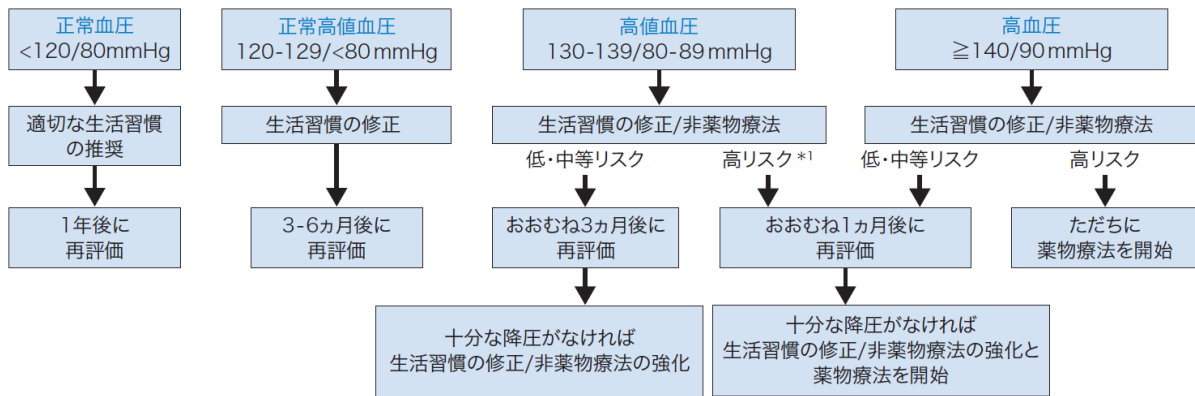 正常血圧
<120/80mmHg
正常高値血圧
120-129/<80mmHg
高値血圧
130-139/80-89mmHg
高血圧
≧140/90mmHg
適切な生活習慣
の推奨
生活習慣の修正
生活習慣の修正/非薬物療法
生活習慣の修正/非薬物療法
低・中等リスク
高リスク*1
低・中等リスク
高リスク
1年後に
再評価
3-6ヵ月後に
再評価
おおむね3ヵ月後に
再評価
おおむね1ヵ月後に
再評価
ただちに
薬物療法を開始
十分な降圧がなければ
生活習慣の修正/非薬物療法の強化
十分な降圧がなければ
生活習慣の修正/非薬物療法の強化と
薬物療法を開始